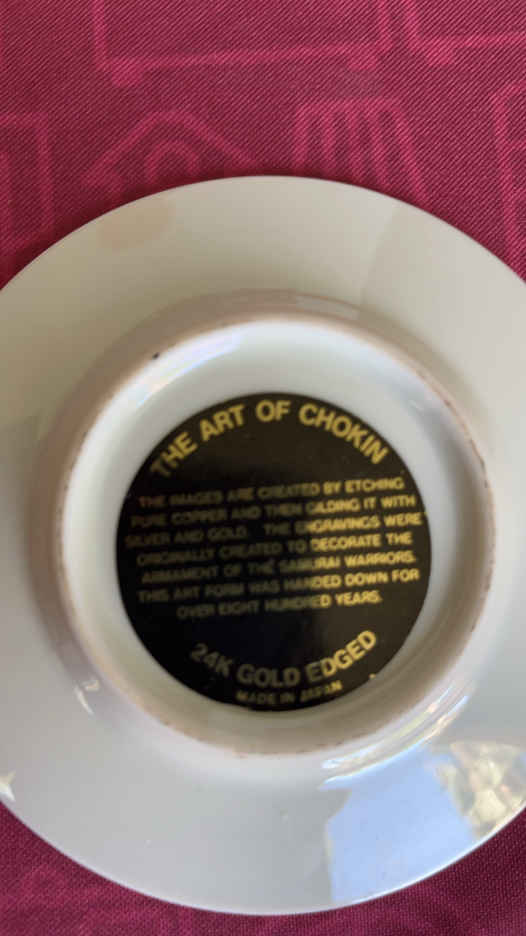 THE ART OF CHOKIN
THE IMAGES ARE CREATED BY ETCHING
PURE COPPER AND THEN GILDING IT WITH
SILVER AND GOLD. THE ENGRAVINGS WERE
ORIGINALLY CREATED TO DECORATE THE
ARMAMENT OF THE SAMURAI WARRIORS.
THIS ART FORM WAS HANDED DOWN FOR
OVER EIGHT HUNDRED YEARS.
24K GOLD EDGED
MADE IN JAPAN